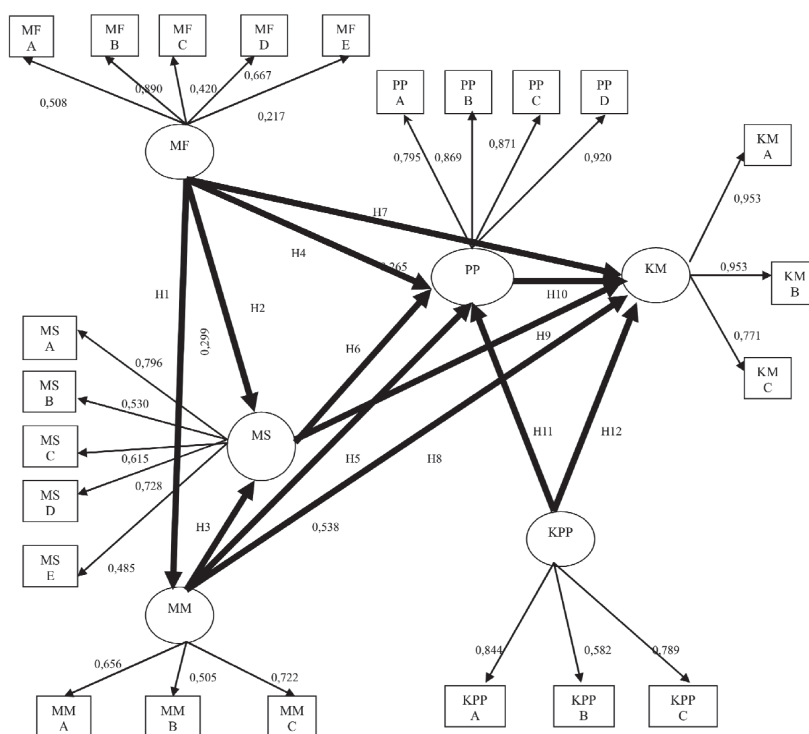 MF
A
MF
B
MF
C
MF
D
MF
E
0,508
0,890
0,420
0,667
0,217
MF
PP
A
PP
B
PP
C
PP
D
0,795
0,869
0,871
0,920
PP
KM
A
KM
B
KM
C
0,953
0,953
0,771
KM
H7
H4
0,265
H10
H1
H2
0,299
H6
H9
MS
A
MS
B
MS
C
MS
D
MS
E
0,796
0,530
0,615
0,728
0,485
MS
H5
H8
H11
H12
H3
0,538
KPP
MM
0,656
0,505
0,722
MM
A
MM
B
MM
C
0,844
0,582
0,789
KPP
A
KPP
B
KPP
C